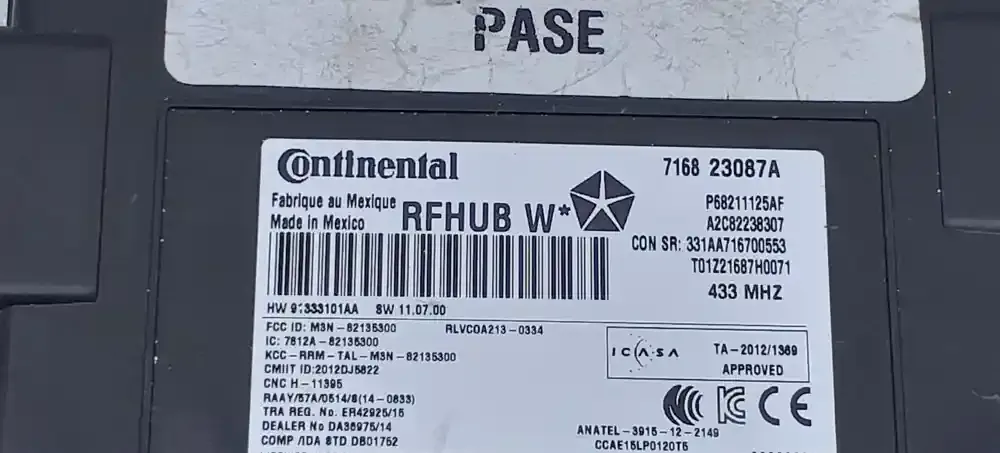 PASE
Continental
7168 23087A
Fabrique au Mexique
Made in Mexico
RFHUB W*
P68211125AF
A2C82238307
CON SR: 331AA716700553
T01Z21687H0071
433 MHZ
HW 91333101AA SW 11.07.00
FCC ID: M3N-82135300 RLVCOA213-0334
IC: 7812A-82135300
KCC-RRM-TAL-M3N-82135300
CMIIT ID:2012DJ5822
CNC H-11395
RAAY/57A/0514/S(14-0833)
TRA REG. No. ER42925/15
DEALER No DA36975/14
COMP /IDA STD DB01752
ICASA
TA-2012/1369
APPROVED
CE
ANATEL-3915-12-2149
CCAE15LP0120T5